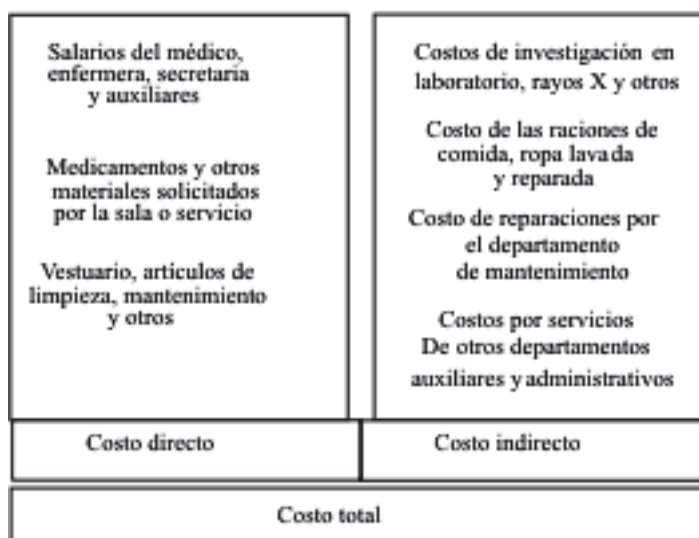 Salarios del médico,
enfermera, secretaria
y auxiliares
Medicamentos y otros
materiales solicitados
por la sala o servicio
Vestuario, artículos de
limpieza, mantenimiento
y otros
Costos de investigación en
laboratorio, rayos X y otros
Costo de las raciones de
comida, ropa lavada
y reparada
Costo de reparaciones por
el departamento
de mantenimiento
Costos por servicios
De otros departamentos
auxiliares y administrativos
Costo directo
Costo indirecto
Costo total